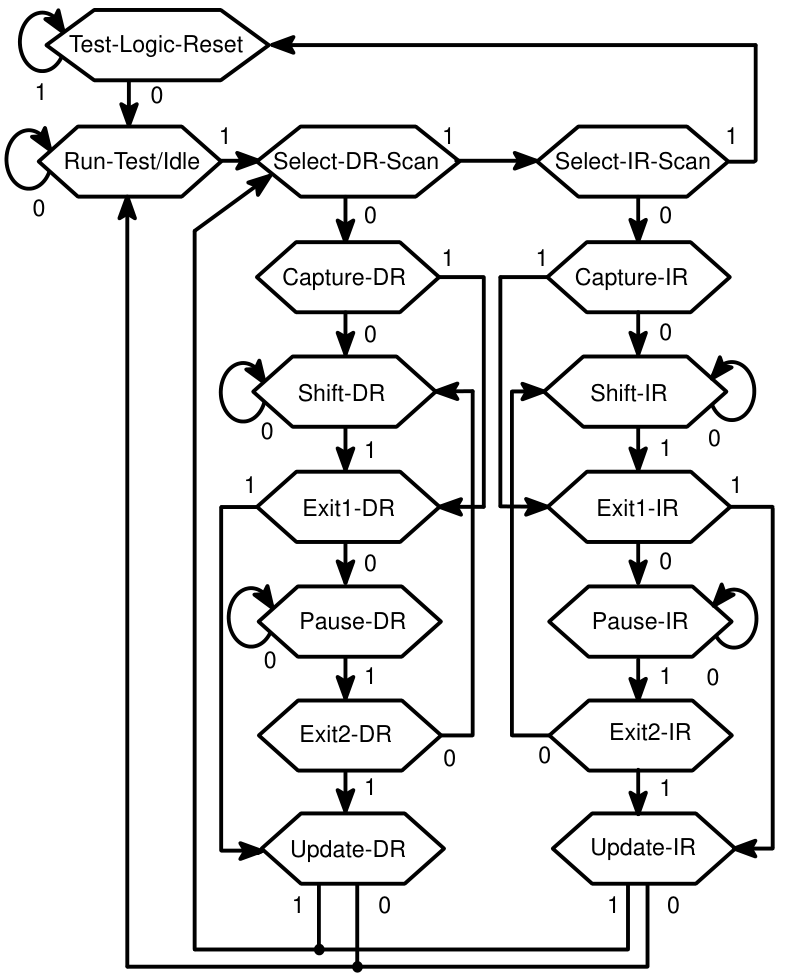 Test-Logic-Reset
1
0
Run-Test/Idle
1
Select-DR-Scan
1
Select-IR-Scan
1
0
0
0
Capture-DR
1
1
Capture-IR
0
0
Shift-DR
Shift-IR
0
0
1
1
1
Exit1-DR
Exit1-IR
1
0
0
Pause-DR
Pause-IR
0
1
1
0
Exit2-DR
0
0
Exit2-IR
1
1
Update-DR
Update-IR
1
0
1
0